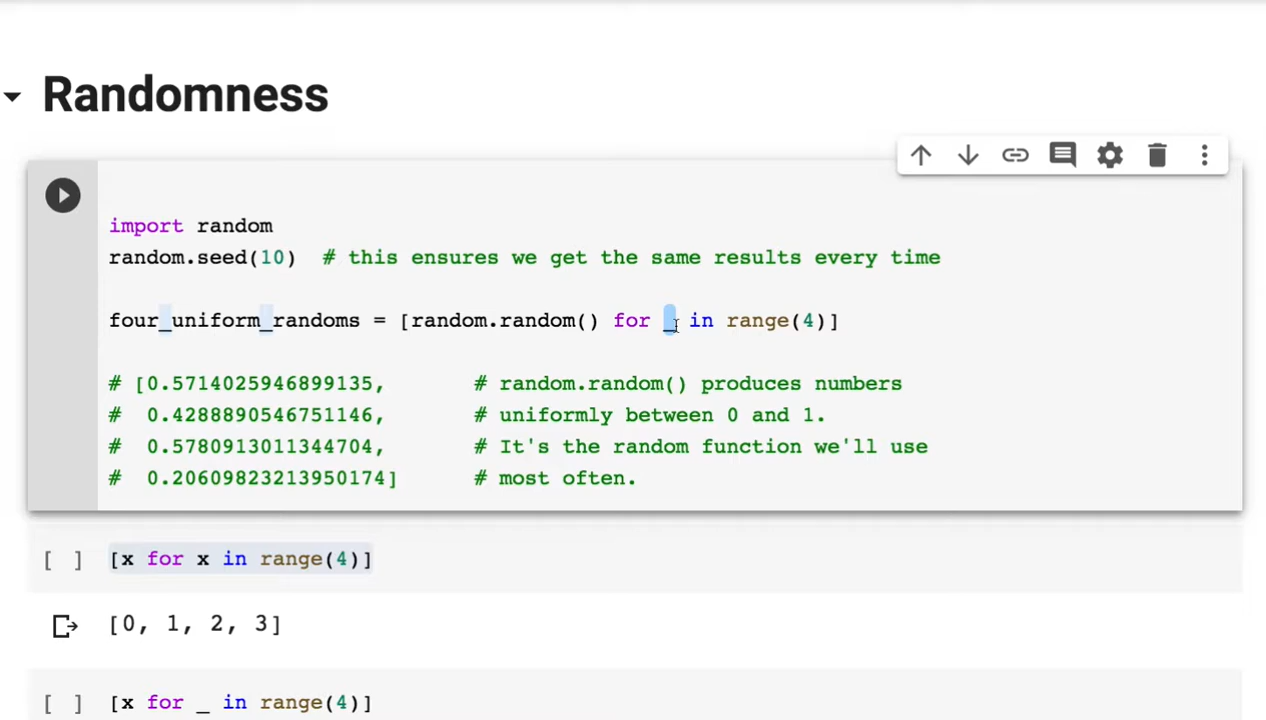 Randomness
import random
random.seed(10)  # this ensures we get the same results every time
four_uniform_randoms = [random.random() for _ in range(4)]
# [0.5714025946899135,       # random.random() produces numbers
#  0.4288890546751146,       # uniformly between 0 and 1.
#  0.5780913011344704,       # It's the random function we'll use
#  0.20609823213950174]      # most often.
[ ] [x for x in range(4)]
[0, 1, 2, 3]
[ ] [x for _ in range(4)]